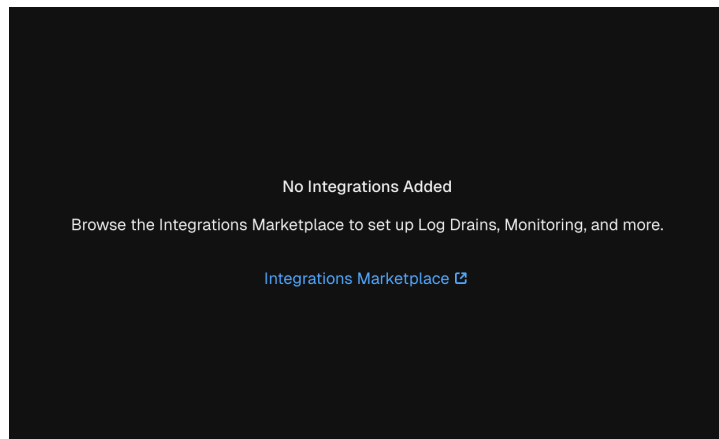 No Integrations Added
Browse the Integrations Marketplace to set up Log Drains, Monitoring, and more.
Integrations Marketplace